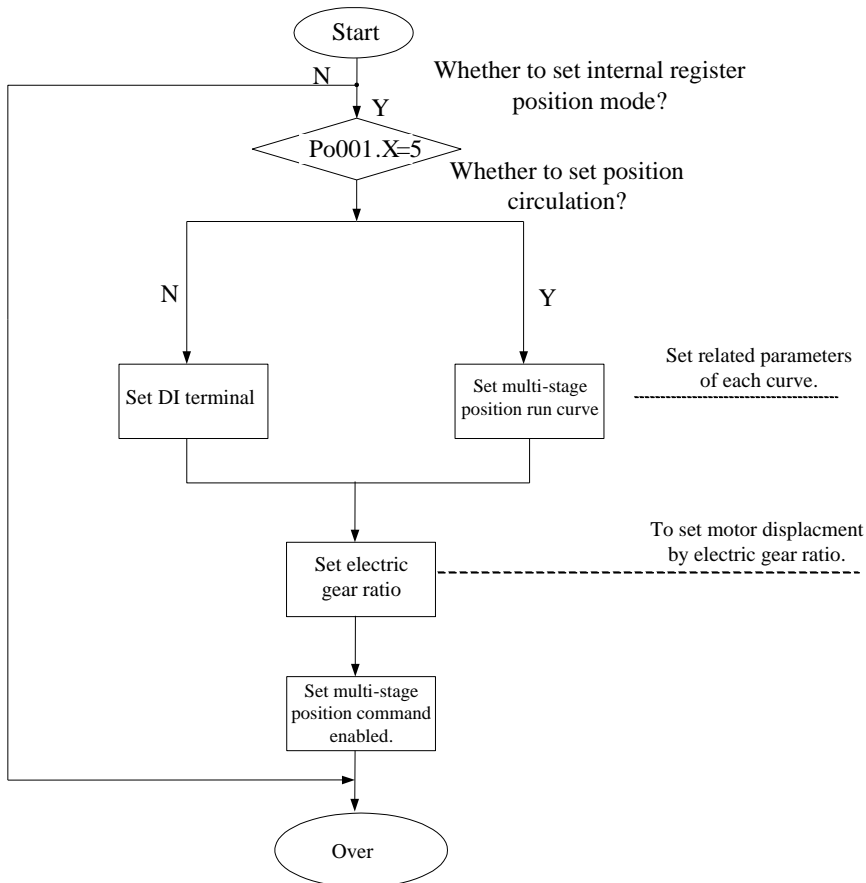 Start
N
Whether to set internal register
position mode?
Y
Po001.X=5
Whether to set position
circulation?
N
Y
Set related parameters
of each curve.
Set DI terminal
Set multi-stage
position run curve
To set motor displacment
by electric gear ratio.
Set electric
gear ratio
Set multi-stage
position command
enabled.
Over